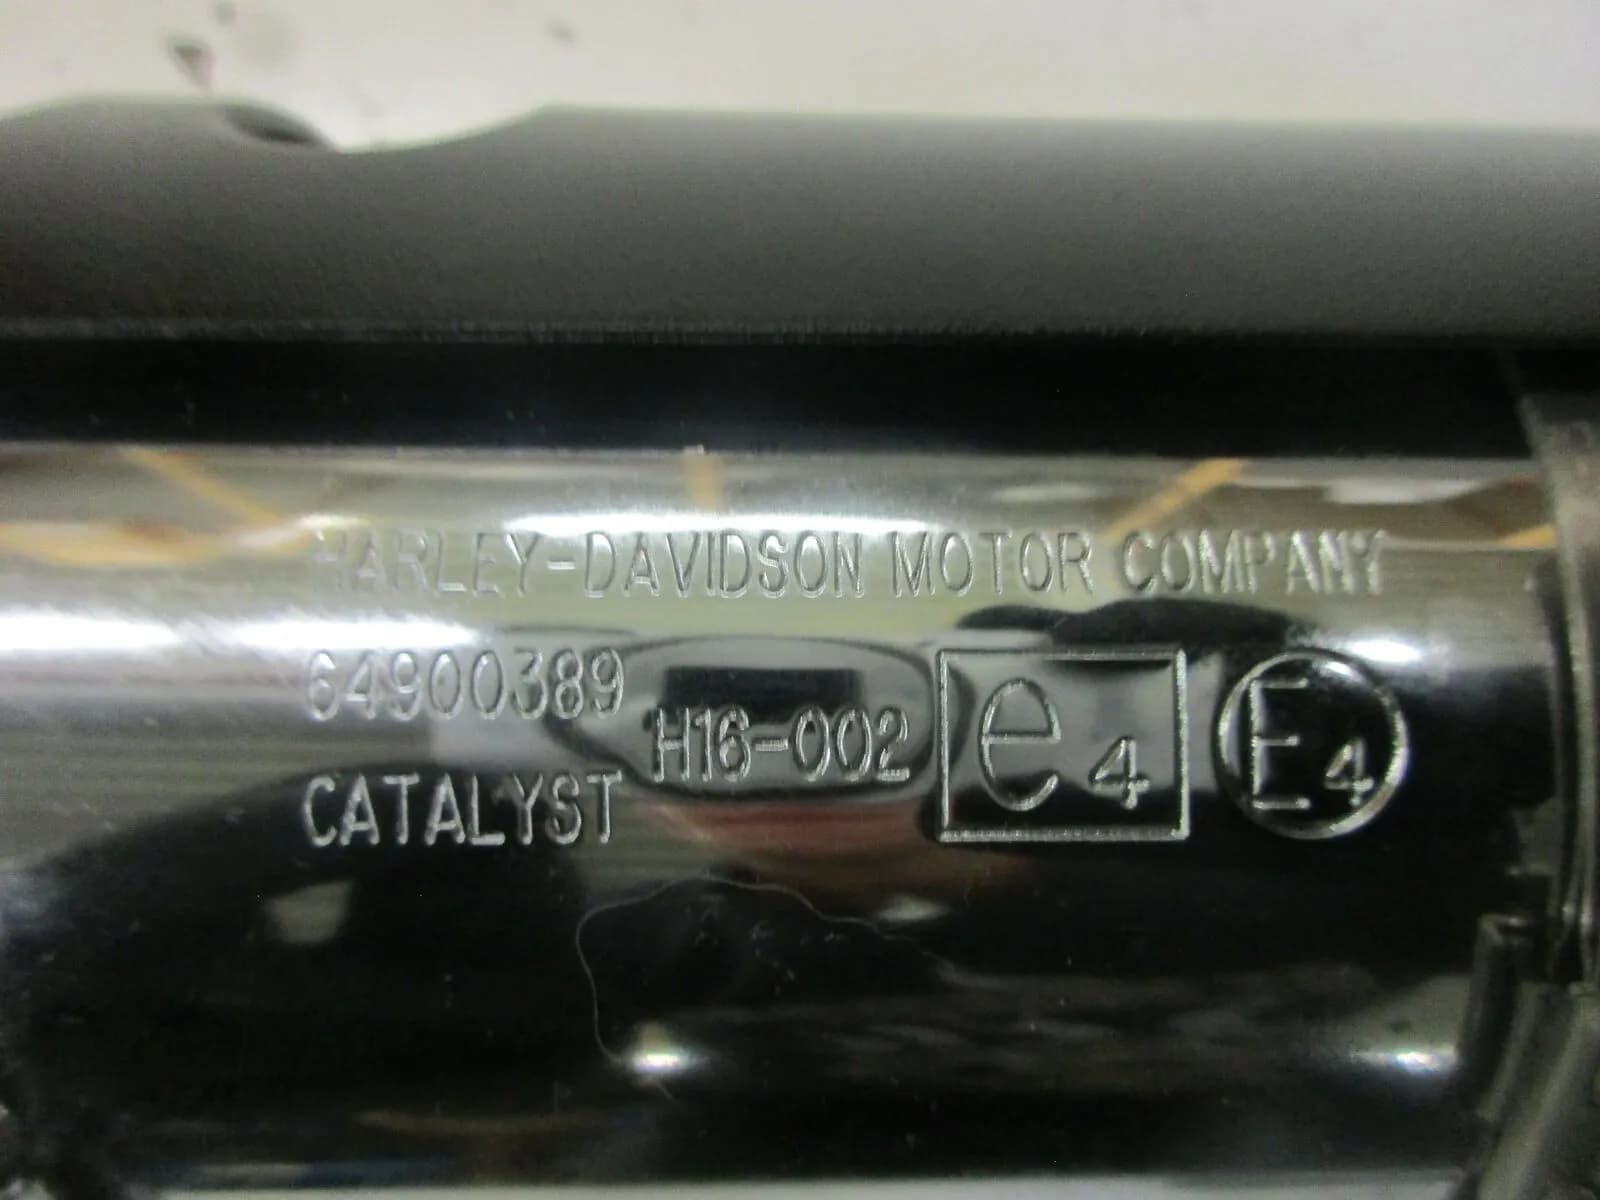 HARLEY-DAVIDSON MOTOR COMPANY
64900389
H16-002 e4 E4
CATALYST